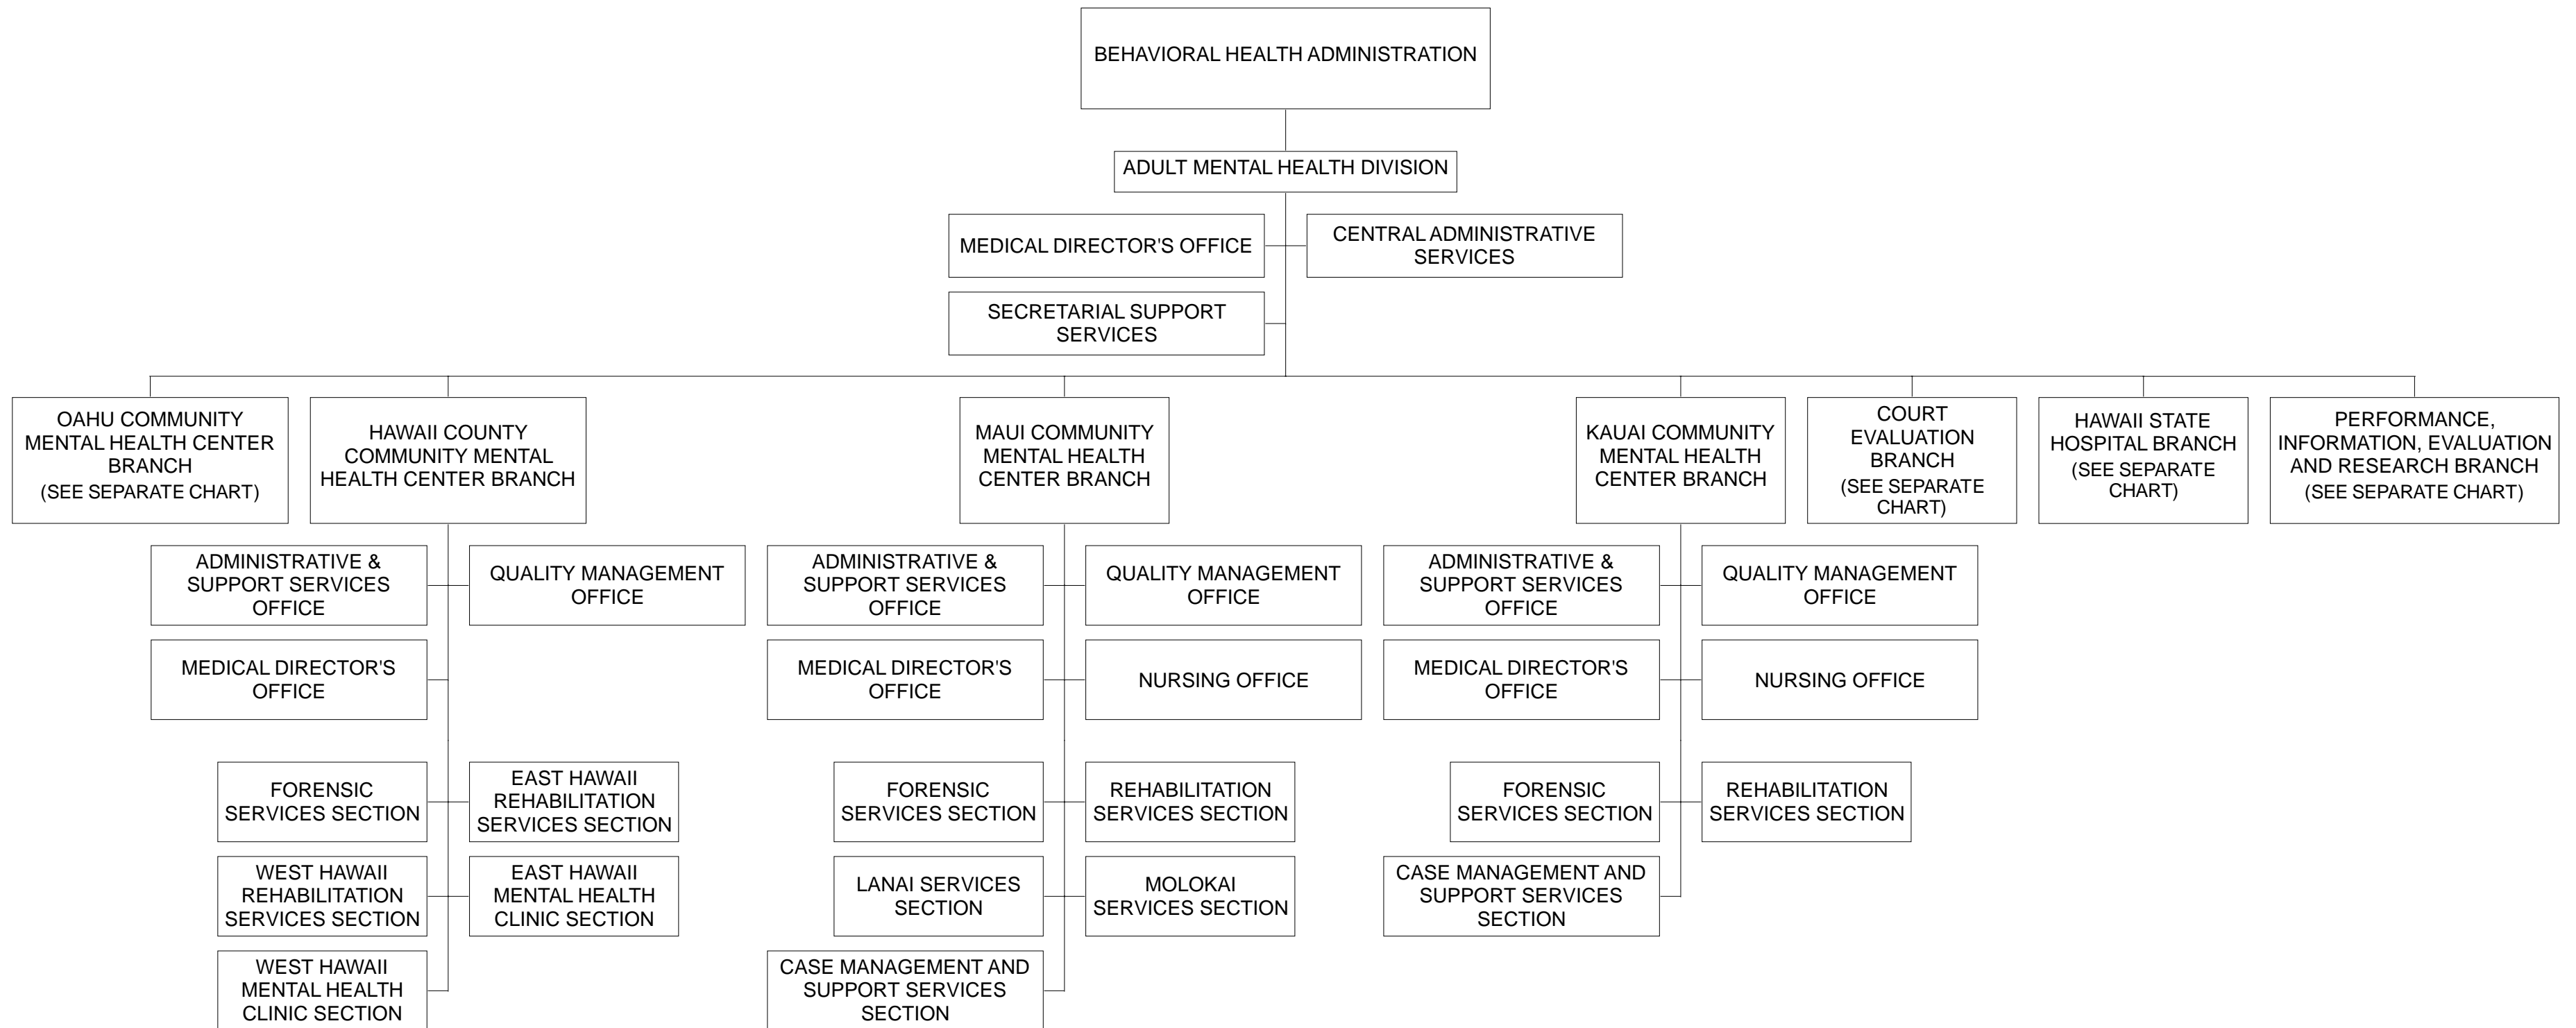 BEHAVIORAL HEALTH ADMINISTRATION
ADULT MENTAL HEALTH DIVISION
MEDICAL DIRECTOR'S OFFICE
CENTRAL ADMINISTRATIVE
SERVICES
SECRETARIAL SUPPORT
SERVICES
OAHU COMMUNITY
MENTAL HEALTH CENTER
BRANCH
(SEE SEPARATE CHART)
HAWAII COUNTY
COMMUNITY MENTAL
HEALTH CENTER BRANCH
MAUI COMMUNITY
MENTAL HEALTH
CENTER BRANCH
KAUAI COMMUNITY
MENTAL HEALTH
CENTER BRANCH
COURT
EVALUATION
BRANCH
(SEE SEPARATE
CHART)
HAWAII STATE
HOSPITAL BRANCH
(SEE SEPARATE
CHART)
PERFORMANCE,
INFORMATION, EVALUATION
AND RESEARCH BRANCH
(SEE SEPARATE CHART)
ADMINISTRATIVE &
SUPPORT SERVICES
OFFICE
QUALITY MANAGEMENT
OFFICE
MEDICAL DIRECTOR'S
OFFICE
FORENSIC
SERVICES SECTION
EAST HAWAII
REHABILITATION
SERVICES SECTION
WEST HAWAII
REHABILITATION
SERVICES SECTION
EAST HAWAII
MENTAL HEALTH
CLINIC SECTION
WEST HAWAII
MENTAL HEALTH
CLINIC SECTION
ADMINISTRATIVE &
SUPPORT SERVICES
OFFICE
QUALITY MANAGEMENT
OFFICE
MEDICAL DIRECTOR'S
OFFICE
NURSING OFFICE
FORENSIC
SERVICES SECTION
REHABILITATION
SERVICES SECTION
LANAI SERVICES
SECTION
MOLOKAI
SERVICES SECTION
CASE MANAGEMENT AND
SUPPORT SERVICES
SECTION
ADMINISTRATIVE &
SUPPORT SERVICES
OFFICE
QUALITY MANAGEMENT
OFFICE
MEDICAL DIRECTOR'S
OFFICE
NURSING OFFICE
FORENSIC
SERVICES SECTION
REHABILITATION
SERVICES SECTION
CASE MANAGEMENT AND
SUPPORT SERVICES
SECTION